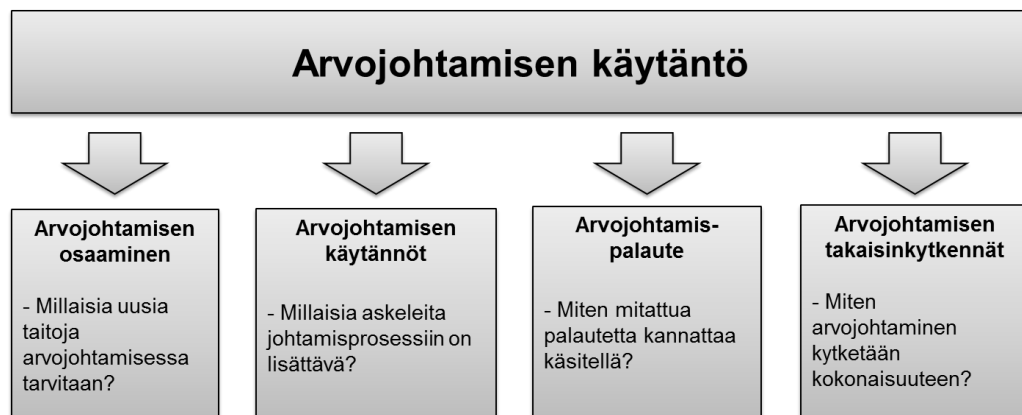 Arvojohtamisen käytäntö
Arvojohtamisen
osaaminen
- Millaisia uusia
taitoja
arvojohtamisessa
tarvitaan?
Arvojohtamisen
käytännöt
- Millaisia askeleita
johtamisprosessiin on
lisättävä?
Arvojohtamis-
palaute
- Miten mitattua
palautetta kannattaa
käsitellä?
Arvojohtamisen
takaisinkytkennät
- Miten
arvojohtaminen
kytketään
kokonaisuuteen?